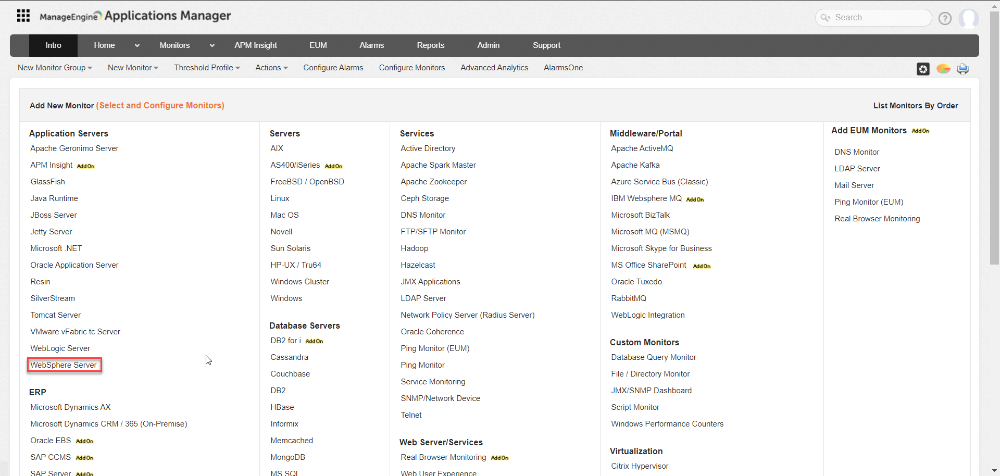 ManageEngine Applications Manager
Search...
?
Intro
Home
Monitors
APM Insight
EUM
Alarms
Reports
Admin
Support
New Monitor Group
New Monitor
Threshold Profile
Actions
Configure Alarms
Configure Monitors
Advanced Analytics
AlarmsOne
Add New Monitor (Select and Configure Monitors)
List Monitors By Order
Application Servers
Apache Geronimo Server
APM Insight Add On
GlassFish
Java Runtime
JBoss Server
Jetty Server
Microsoft .NET
Oracle Application Server
Resin
SilverStream
Tomcat Server
VMware vFabric tc Server
WebLogic Server
WebSphere Server
ERP
Microsoft Dynamics AX
Microsoft Dynamics CRM / 365 (On-Premise)
Oracle EBS Add On
SAP CCMS Add On
SAP Server Add On
Servers
AIX
AS400/iSeries Add On
FreeBSD / OpenBSD
Linux
Mac OS
Novell
Sun Solaris
HP-UX / Tru64
Windows Cluster
Windows
Database Servers
DB2 for i Add On
Cassandra
Couchbase
DB2
HBase
Informix
Memcached
MongoDB
MS SQL
Services
Active Directory
Apache Spark Master
Apache Zookeeper
Ceph Storage
DNS Monitor
FTP/SFTP Monitor
Hadoop
Hazelcast
JMX Applications
LDAP Server
Network Policy Server (Radius Server)
Oracle Coherence
Ping Monitor (EUM)
Ping Monitor
Service Monitoring
SNMP/Network Device
Telnet
Web Server/Services
Real Browser Monitoring Add On
Web User Experience
Middleware/Portal
Apache ActiveMQ
Apache Kafka
Azure Service Bus (Classic)
IBM Websphere MQ Add On
Microsoft BizTalk
Microsoft MQ (MSMQ)
Microsoft Skype for Business
MS Office SharePoint Add On
Oracle Tuxedo
RabbitMQ
WebLogic Integration
Custom Monitors
Database Query Monitor
File / Directory Monitor
JMX/SNMP Dashboard
Script Monitor
Windows Performance Counters
Virtualization
Citrix Hypervisor
Add EUM Monitors Add On
DNS Monitor
LDAP Server
Mail Server
Ping Monitor (EUM)
Real Browser Monitoring